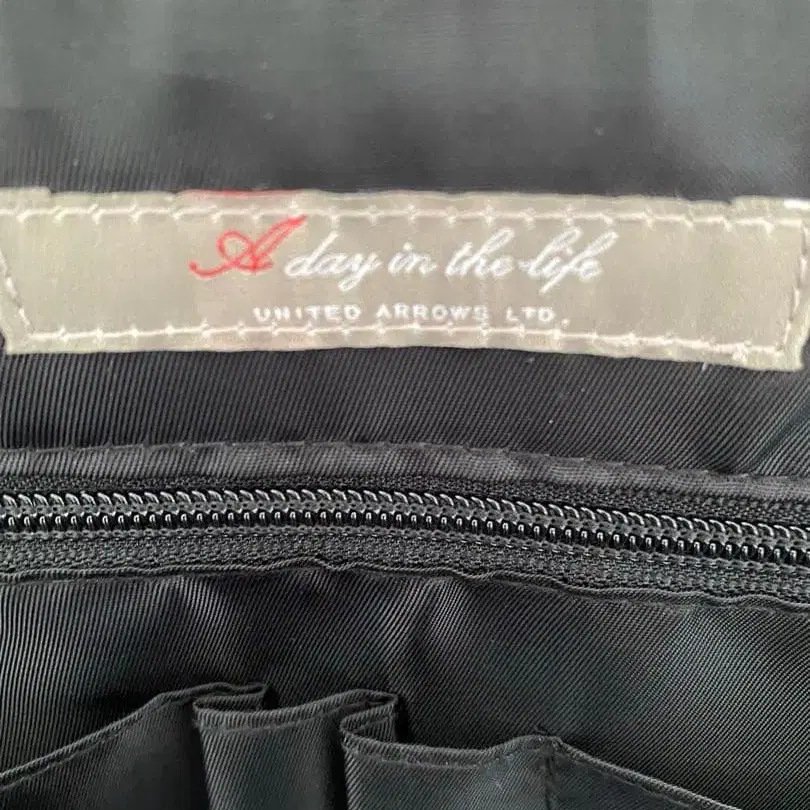 A day in the life
UNITED ARROWS LTD.